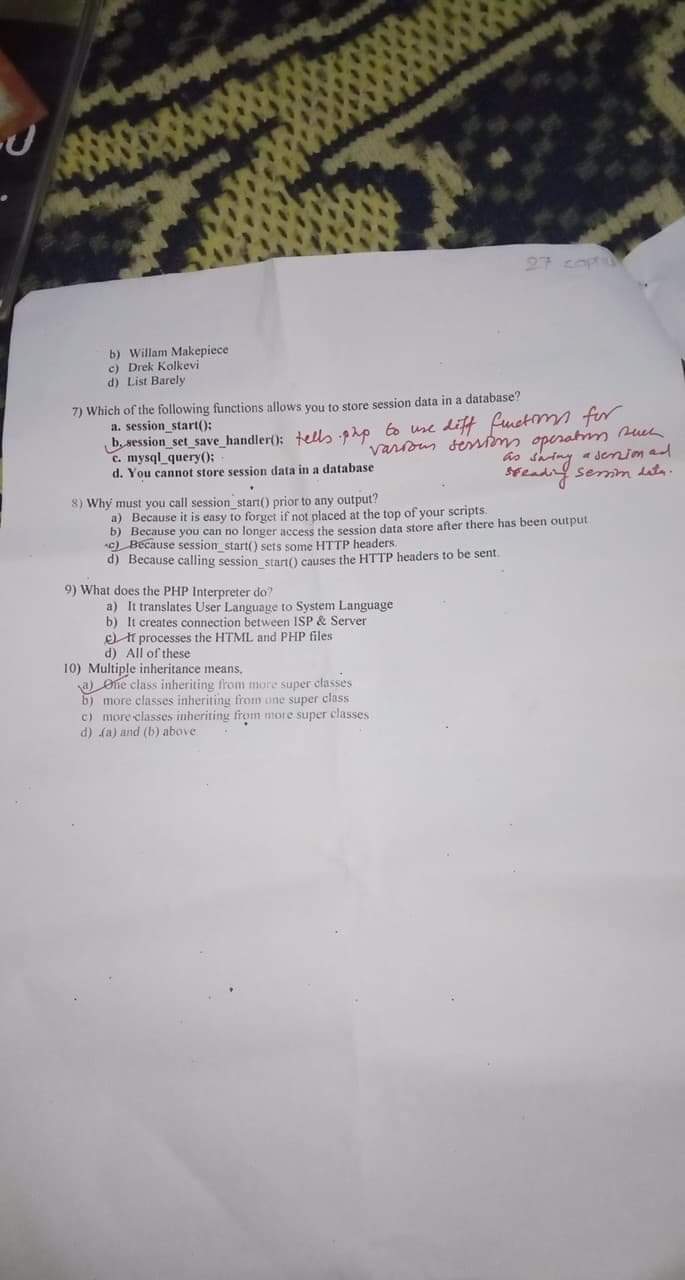 27 copies
b) Willam Makepiece
c) Drek Kolkevi
d) List Barely
7) Which of the following functions allows you to store session data in a database?
a. session_start();
b. session_set_save_handler(); tells php to use diff functions for
various sessions operations such
c. mysql_query();
as saving a session and
d. You cannot store session data in a database
reading session data.
8) Why must you call session_start() prior to any output?
a) Because it is easy to forget if not placed at the top of your scripts.
b) Because you can no longer access the session data store after there has been output
c) Because session_start() sets some HTTP headers.
d) Because calling session_start() causes the HTTP headers to be sent.
9) What does the PHP Interpreter do?
a) It translates User Language to System Language
b) It creates connection between ISP & Server
c) It processes the HTML and PHP files
d) All of these
10) Multiple inheritance means,
a) One class inheriting from more super classes
b) more classes inheriting from one super class
c) more classes inheriting from more super classes
d) (a) and (b) above